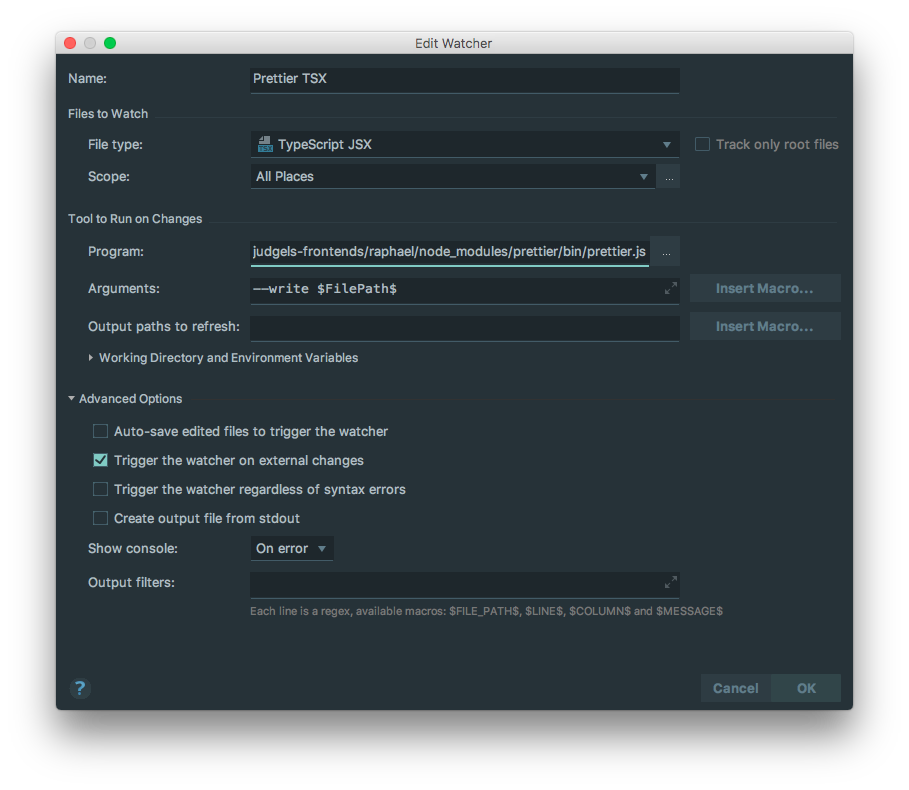 Edit Watcher
Name: Prettier TSX
Files to Watch
File type: TSX TypeScript JSX Track only root files
Scope: All Places ...
Tool to Run on Changes
Program: judgels-frontends/raphael/node_modules/prettier/bin/prettier.js ...
Arguments: --write $FilePath$ Insert Macro...
Output paths to refresh: Insert Macro...
Working Directory and Environment Variables
Advanced Options
Auto-save edited files to trigger the watcher
Trigger the watcher on external changes
Trigger the watcher regardless of syntax errors
Create output file from stdout
Show console: On error
Output filters:
Each line is a regex, available macros: $FILE_PATH$, $LINE$, $COLUMN$ and $MESSAGE$
? Cancel OK